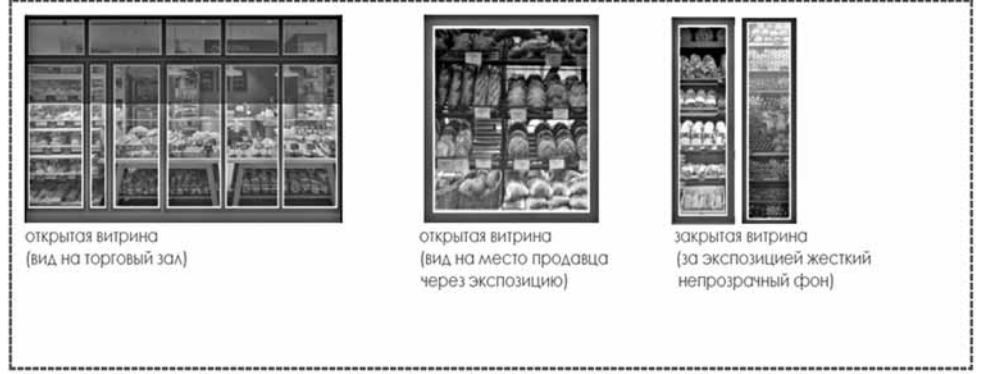 открытая витрина
(вид на торговый зал)
открытая витрина
(вид на место продавца
через экспозицию)
закрытая витрина
(за экспозицией жесткий
непрозрачный фон)